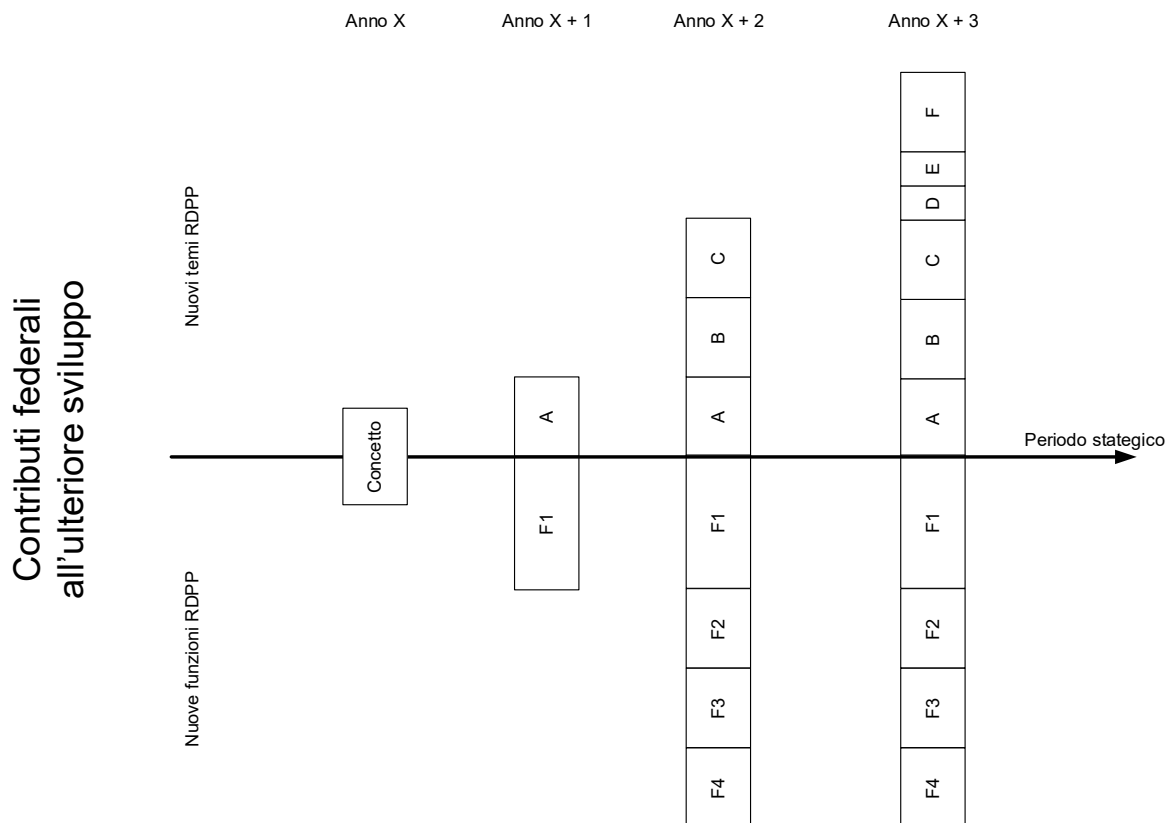 Anno X
Anno X + 1
Anno X + 2
Anno X + 3
Contributi federali
all'ulteriore sviluppo
Nuovi temi RDPP
Nuove funzioni RDPP
Concetto
A
F1
C
B
A
F1
F2
F3
F4
F
E
D
C
B
A
F1
F2
F3
F4
Periodo stategico